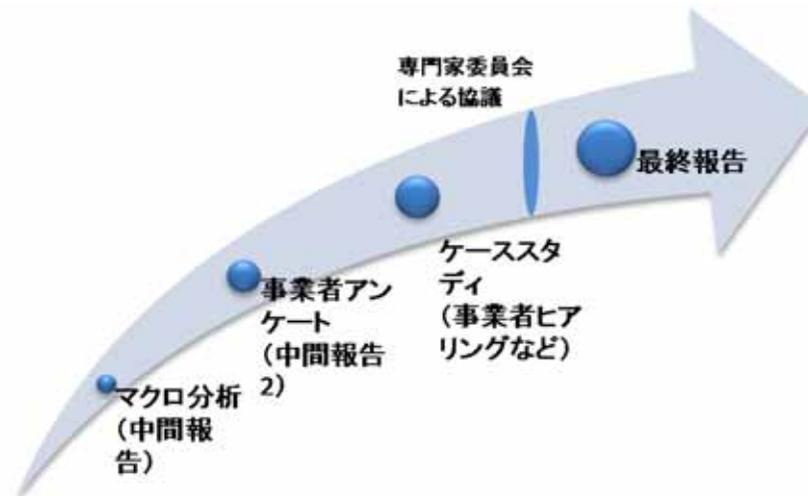 専門家委員会
による協議
最終報告
ケーススタ
ディ
（事業者ヒア
リングなど）
事業者アン
ケート
（中間報告
2）
マクロ分析
（中間報
告）